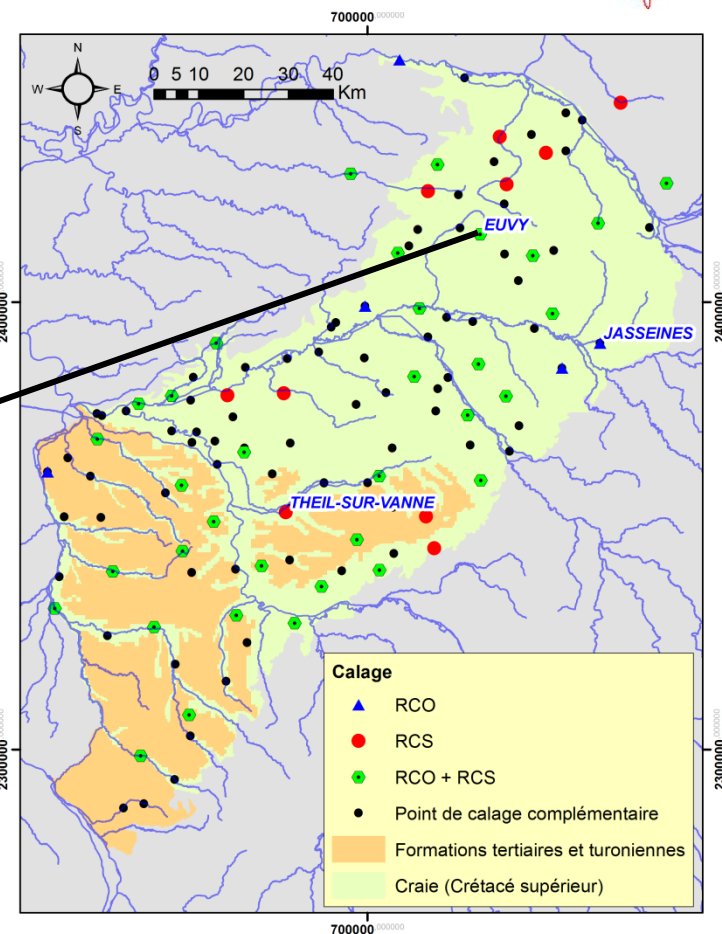 700000
N
W E
S
0 5 10 20 30 40
Km
EUVY
2400000
2400000
JASSEINES
THEIL-SUR-VANNE
Calage
RCO
RCS
RCO + RCS
Point de calage complémentaire
Formations tertiaires et turoniennes
Craie (Crétacé supérieur)
2300000
2300000
700000